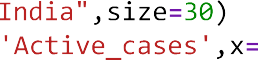 India",size=30)
'Active_cases',x=